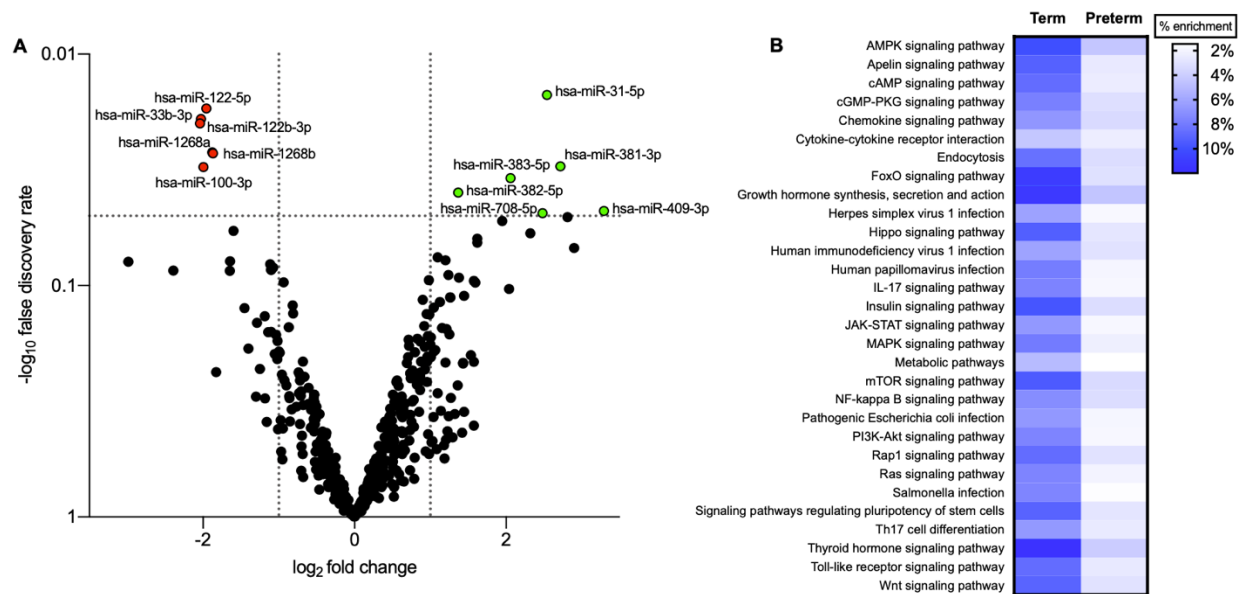 A
0.01
0.1
1
-log10 false discovery rate
hsa-miR-122-5p
hsa-miR-33b-3p
hsa-miR-122b-3p
hsa-miR-1268a
hsa-miR-1268b
hsa-miR-100-3p
hsa-miR-31-5p
hsa-miR-381-3p
hsa-miR-383-5p
hsa-miR-382-5p
hsa-miR-708-5p
hsa-miR-409-3p
-2 0 2
log2 fold change
B
Term Preterm
% enrichment
2%
4%
6%
8%
10%
AMPK signaling pathway
Apelin signaling pathway
cAMP signaling pathway
cGMP-PKG signaling pathway
Chemokine signaling pathway
Cytokine-cytokine receptor interaction
Endocytosis
FoxO signaling pathway
Growth hormone synthesis, secretion and action
Herpes simplex virus 1 infection
Hippo signaling pathway
Human immunodeficiency virus 1 infection
Human papillomavirus infection
IL-17 signaling pathway
Insulin signaling pathway
JAK-STAT signaling pathway
MAPK signaling pathway
Metabolic pathways
mTOR signaling pathway
NF-kappa B signaling pathway
Pathogenic Escherichia coli infection
PI3K-Akt signaling pathway
Rap1 signaling pathway
Ras signaling pathway
Salmonella infection
Signaling pathways regulating pluripotency of stem cells
Th17 cell differentiation
Thyroid hormone signaling pathway
Toll-like receptor signaling pathway
Wnt signaling pathway